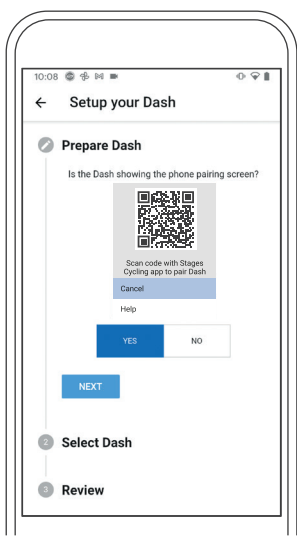 10:08
Setup your Dash
Prepare Dash
Is the Dash showing the phone pairing screen?
Scan code with Stages
Cycling app to pair Dash
Cancel
Help
YES NO
NEXT
2 Select Dash
3 Review